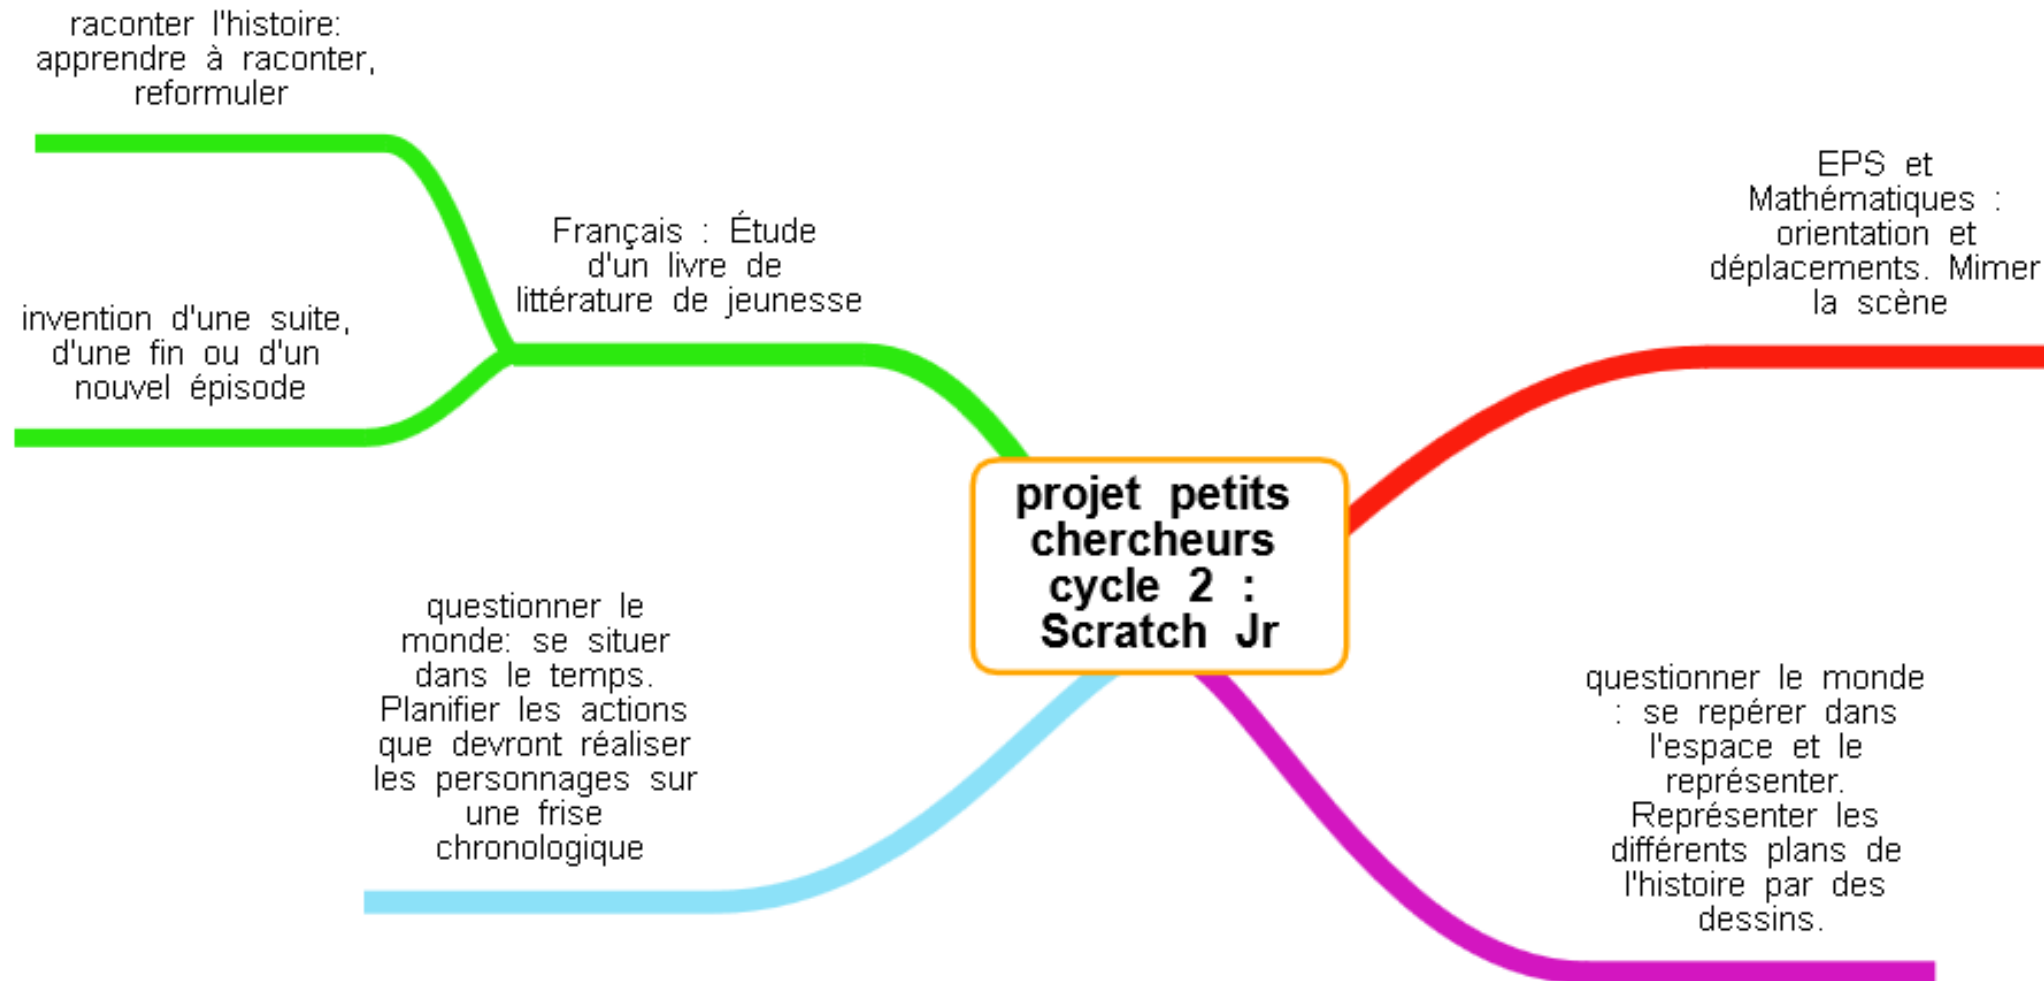 raconter l'histoire:
apprendre à raconter,
reformuler
invention d'une suite,
d'une fin ou d'un
nouvel épisode
Français : Étude
d'un livre de
littérature de jeunesse
EPS et
Mathématiques :
orientation et
déplacements. Mimer
la scène
projet petits
chercheurs
cycle 2 :
Scratch Jr
questionner le
monde: se situer
dans le temps.
Planifier les actions
que devront réaliser
les personnages sur
une frise
chronologique
questionner le monde
: se repérer dans
l'espace et le
représenter.
Représenter les
différents plans de
l'histoire par des
dessins.